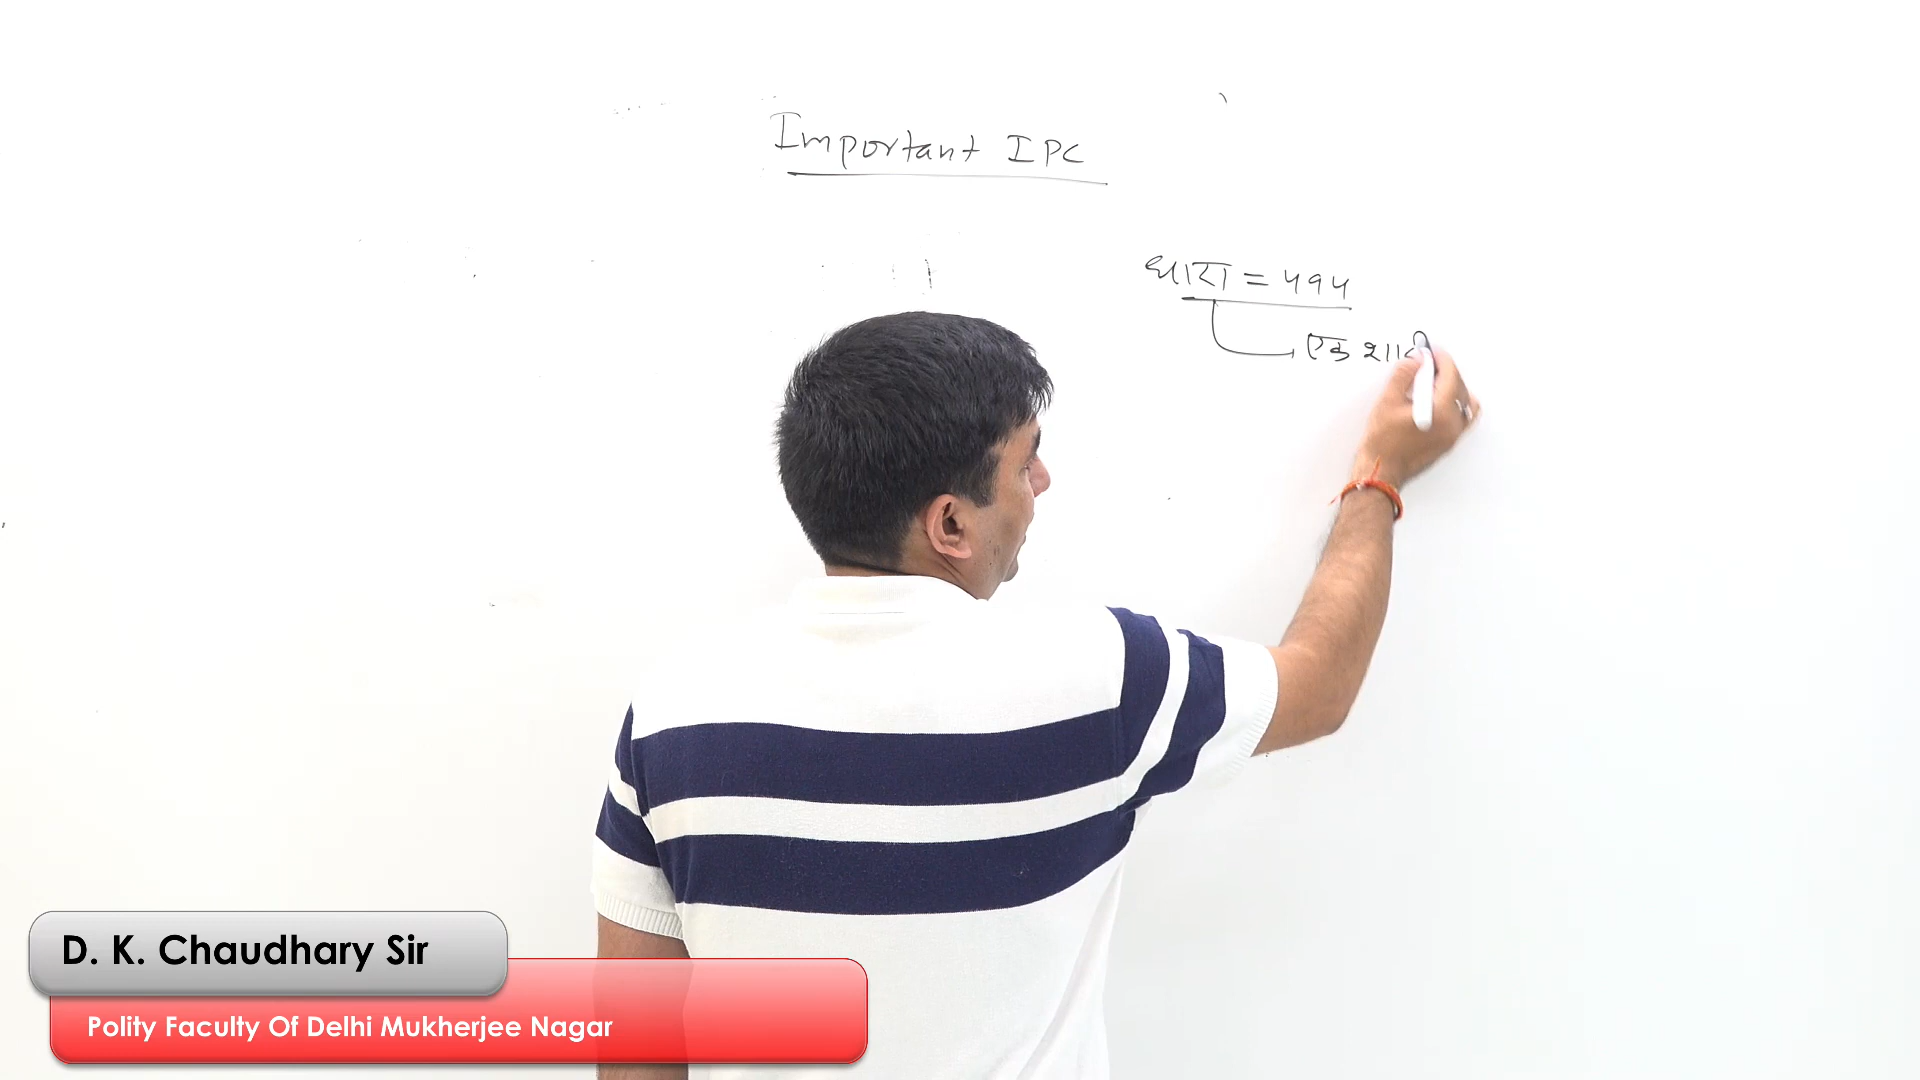 Important IPC
धारा = 494
एक शाद
D. K. Chaudhary Sir
Polity Faculty Of Delhi Mukherjee Nagar